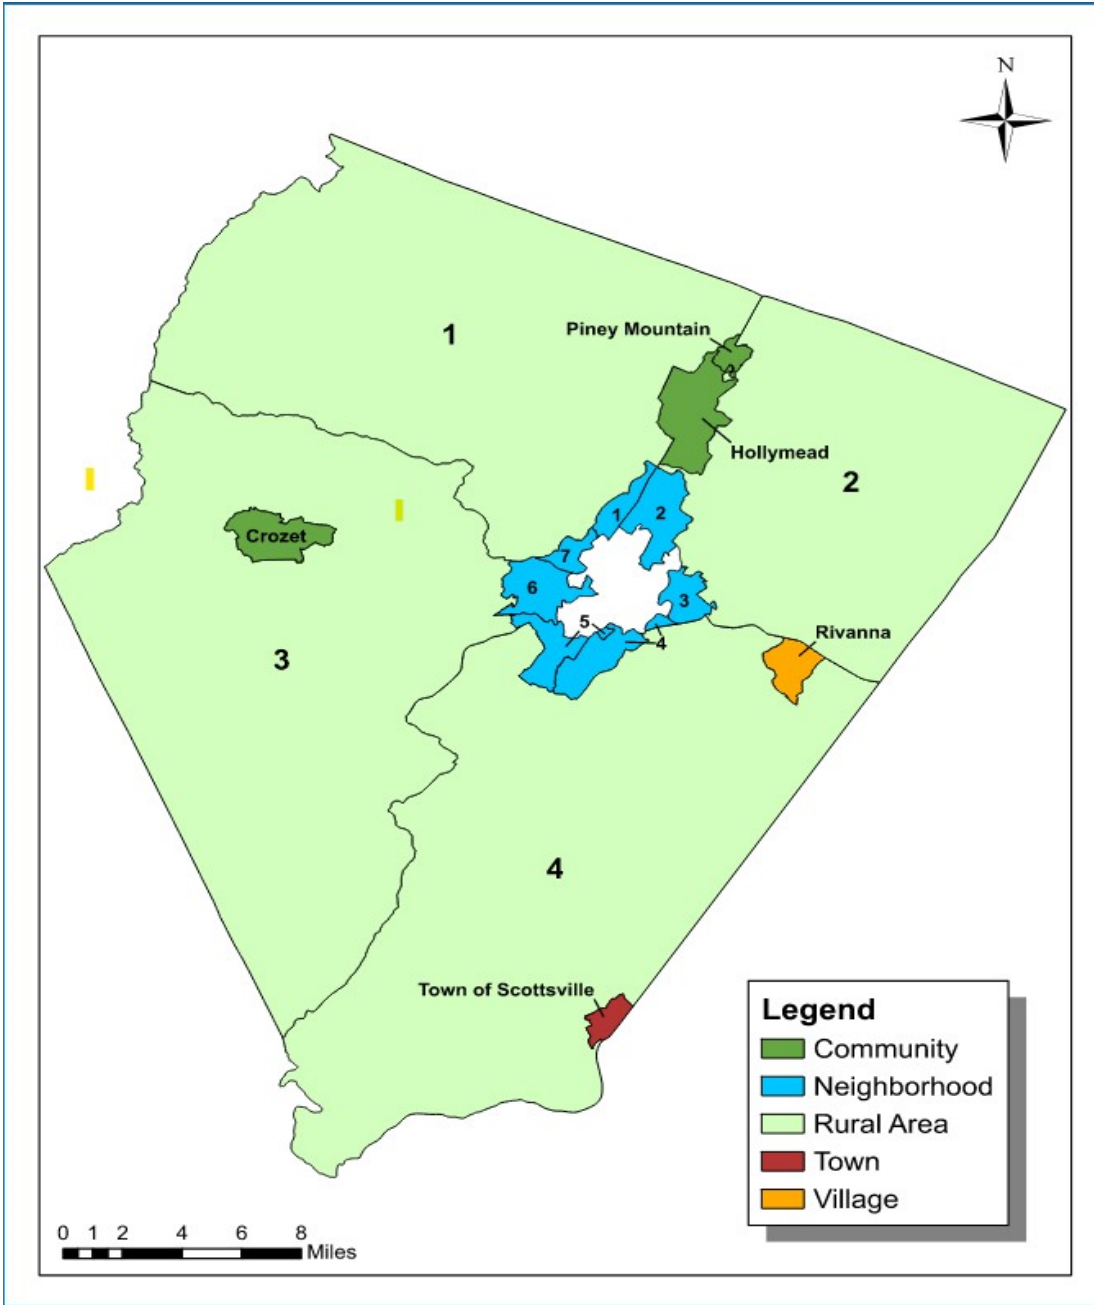 N
1
Piney Mountain
Hollymead
2
1
2
Crozet
7
6
3
5
Rivanna
4
3
4
Town of Scottsville
Legend
Community
Neighborhood
Rural Area
Town
Village
0 1 2 4 6 8
Miles